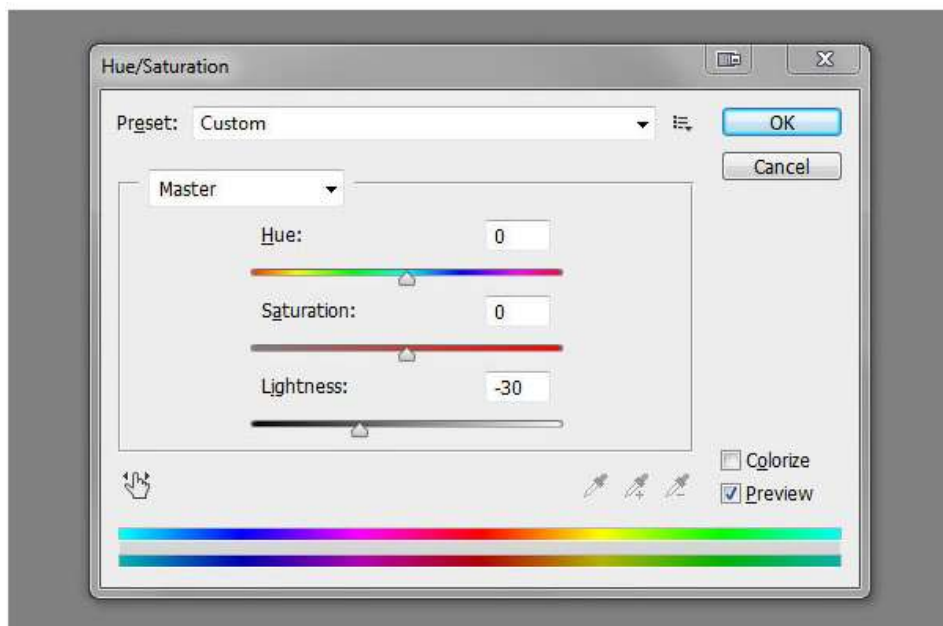 Hue/Saturation
Preset: Custom
OK
Cancel
Master
Hue: 0
Saturation: 0
Lightness: -30
Colorize
Preview